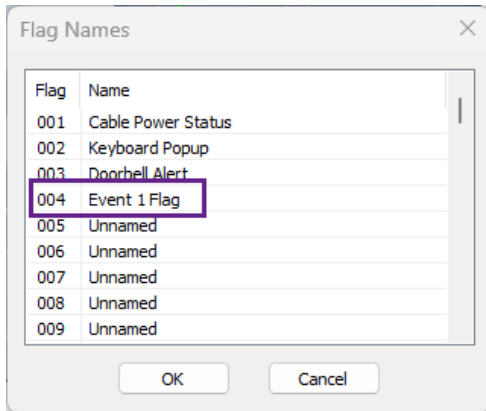 Flag Names
Flag Name
001 Cable Power Status
002 Keyboard Popup
003 Doorbell Alert
004 Event 1 Flag
005 Unnamed
006 Unnamed
007 Unnamed
008 Unnamed
009 Unnamed
OK Cancel